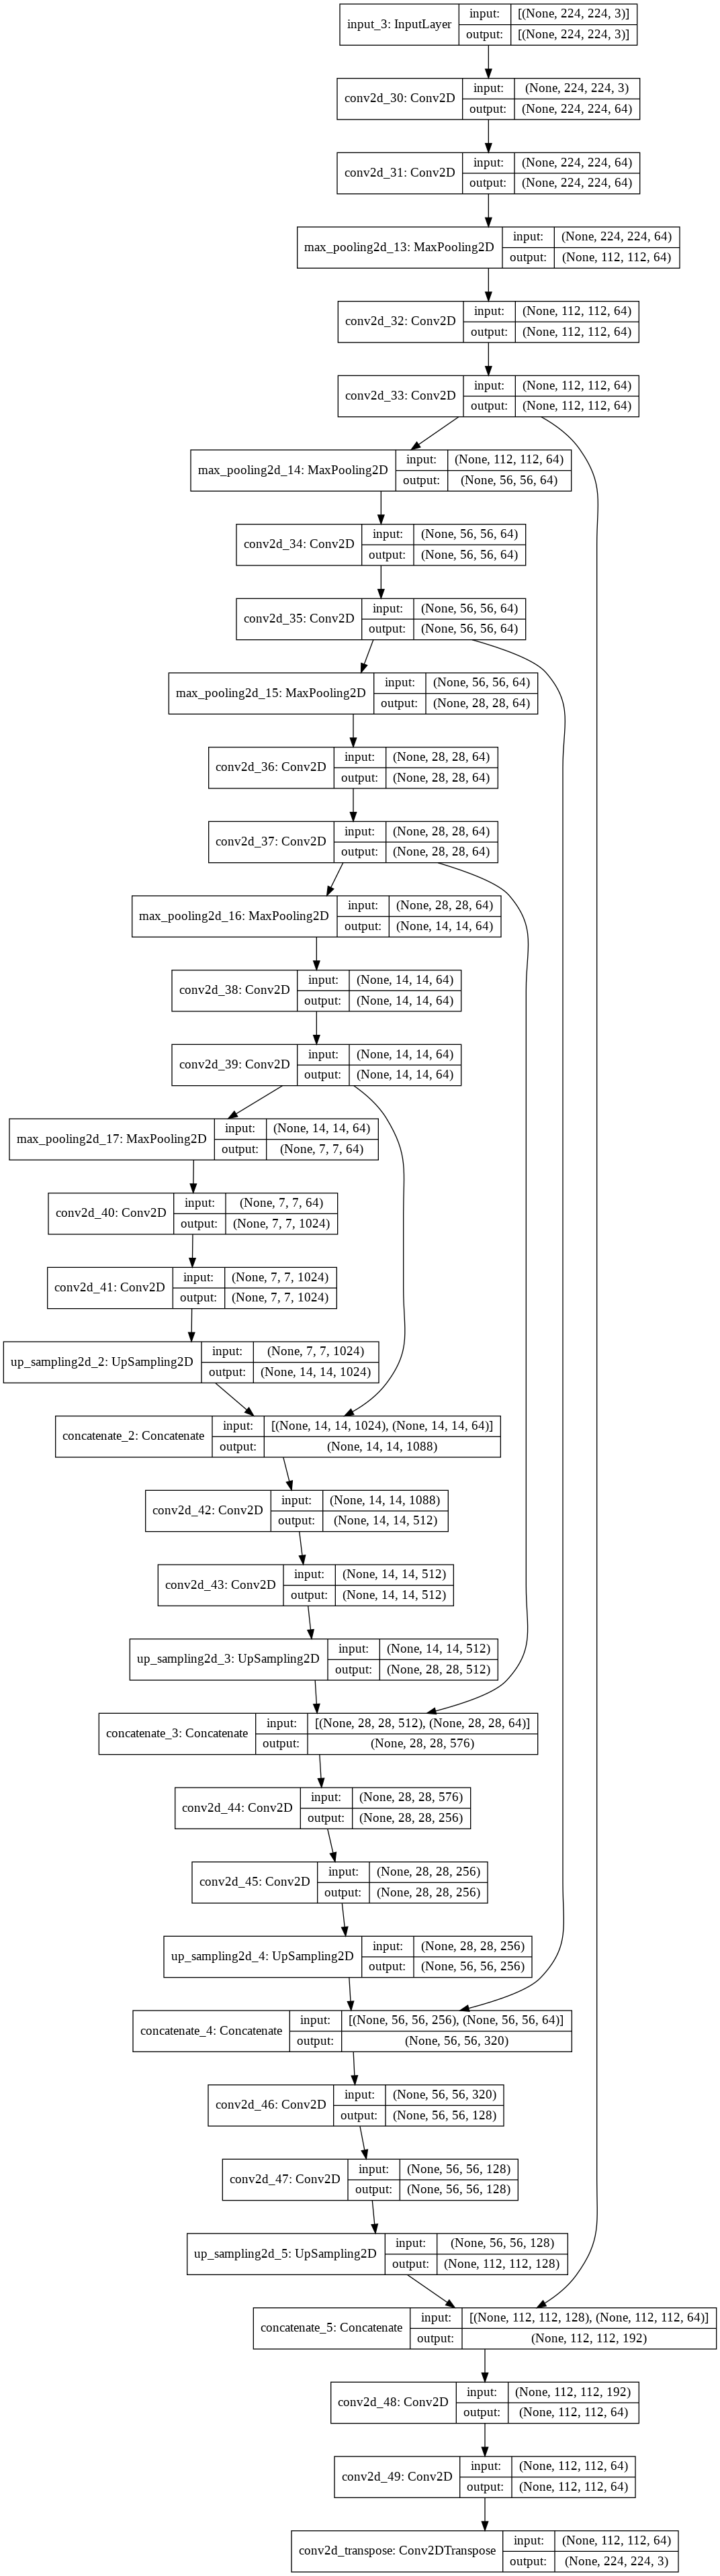 input_3: InputLayer
input: [(None, 224, 224, 3)]
output: [(None, 224, 224, 3)]
conv2d_30: Conv2D
input: (None, 224, 224, 3)
output: (None, 224, 224, 64)
conv2d_31: Conv2D
input: (None, 224, 224, 64)
output: (None, 224, 224, 64)
max_pooling2d_13: MaxPooling2D
input: (None, 224, 224, 64)
output: (None, 112, 112, 64)
conv2d_32: Conv2D
input: (None, 112, 112, 64)
output: (None, 112, 112, 64)
conv2d_33: Conv2D
input: (None, 112, 112, 64)
output: (None, 112, 112, 64)
max_pooling2d_14: MaxPooling2D
input: (None, 112, 112, 64)
output: (None, 56, 56, 64)
conv2d_34: Conv2D
input: (None, 56, 56, 64)
output: (None, 56, 56, 64)
conv2d_35: Conv2D
input: (None, 56, 56, 64)
output: (None, 56, 56, 64)
max_pooling2d_15: MaxPooling2D
input: (None, 56, 56, 64)
output: (None, 28, 28, 64)
conv2d_36: Conv2D
input: (None, 28, 28, 64)
output: (None, 28, 28, 64)
conv2d_37: Conv2D
input: (None, 28, 28, 64)
output: (None, 28, 28, 64)
max_pooling2d_16: MaxPooling2D
input: (None, 28, 28, 64)
output: (None, 14, 14, 64)
conv2d_38: Conv2D
input: (None, 14, 14, 64)
output: (None, 14, 14, 64)
conv2d_39: Conv2D
input: (None, 14, 14, 64)
output: (None, 14, 14, 64)
max_pooling2d_17: MaxPooling2D
input: (None, 14, 14, 64)
output: (None, 7, 7, 64)
conv2d_40: Conv2D
input: (None, 7, 7, 64)
output: (None, 7, 7, 1024)
conv2d_41: Conv2D
input: (None, 7, 7, 1024)
output: (None, 7, 7, 1024)
up_sampling2d_2: UpSampling2D
input: (None, 7, 7, 1024)
output: (None, 14, 14, 1024)
concatenate_2: Concatenate
input: [(None, 14, 14, 1024), (None, 14, 14, 64)]
output: (None, 14, 14, 1088)
conv2d_42: Conv2D
input: (None, 14, 14, 1088)
output: (None, 14, 14, 512)
conv2d_43: Conv2D
input: (None, 14, 14, 512)
output: (None, 14, 14, 512)
up_sampling2d_3: UpSampling2D
input: (None, 14, 14, 512)
output: (None, 28, 28, 512)
concatenate_3: Concatenate
input: [(None, 28, 28, 512), (None, 28, 28, 64)]
output: (None, 28, 28, 576)
conv2d_44: Conv2D
input: (None, 28, 28, 576)
output: (None, 28, 28, 256)
conv2d_45: Conv2D
input: (None, 28, 28, 256)
output: (None, 28, 28, 256)
up_sampling2d_4: UpSampling2D
input: (None, 28, 28, 256)
output: (None, 56, 56, 256)
concatenate_4: Concatenate
input: [(None, 56, 56, 256), (None, 56, 56, 64)]
output: (None, 56, 56, 320)
conv2d_46: Conv2D
input: (None, 56, 56, 320)
output: (None, 56, 56, 128)
conv2d_47: Conv2D
input: (None, 56, 56, 128)
output: (None, 56, 56, 128)
up_sampling2d_5: UpSampling2D
input: (None, 56, 56, 128)
output: (None, 112, 112, 128)
concatenate_5: Concatenate
input: [(None, 112, 112, 128), (None, 112, 112, 64)]
output: (None, 112, 112, 192)
conv2d_48: Conv2D
input: (None, 112, 112, 192)
output: (None, 112, 112, 64)
conv2d_49: Conv2D
input: (None, 112, 112, 64)
output: (None, 112, 112, 64)
conv2d_transpose: Conv2DTranspose
input: (None, 112, 112, 64)
output: (None, 224, 224, 3)